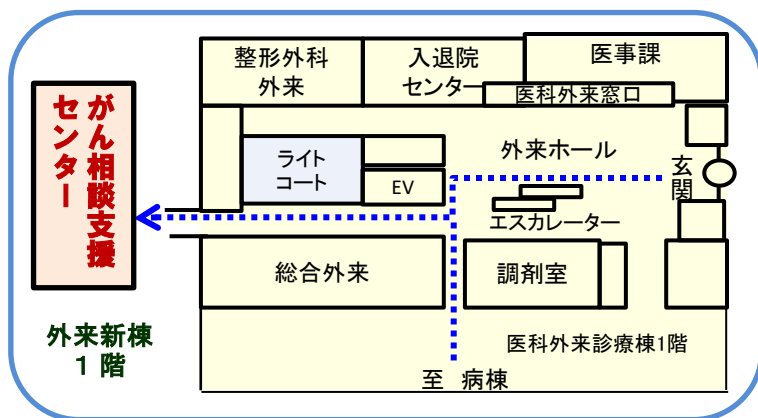 整形外科
外来
入退院
センター
医事課
医科外来窓口
がん相談支援
センター
ライト
コート
EV
外来ホール
玄関
エスカレーター
総合外来
調剤室
外来新棟
1階
医科外来診療棟1階
至 病棟